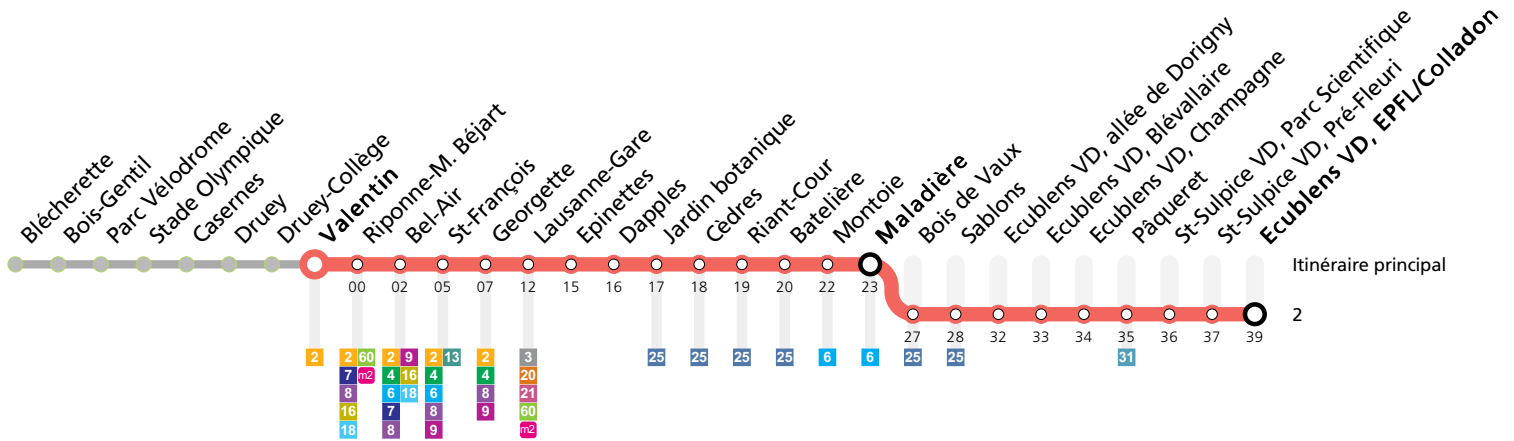 Blécherette
Bois-Gentil
Parc Vélodrome
Stade Olympique
Casernes
Druey
Druey-Collège
Valentin
Riponne-M. Béjart
Bel-Air
St-François
Georgette
Lausanne-Gare
Epinettes
Dapples
Jardin botanique
Cèdres
Riant-Cour
Batelière
Montoie
Maladière
Bois de Vaux
Sablons
Ecublens VD, allée de Dorigny
Ecublens VD, Blévallaire
Ecublens VD, Champagne
Pâqueret
St-Sulpice VD, Parc Scientifique
St-Sulpice VD, Pré-Fleuri
Ecublens VD, EPFL/Colladon
Itinéraire principal
00 02 05 07 12 15 16 17 18 19 20 22 23
2
27 28 32 33 34 35 36 37 39
2 2 60 2 9 2 13 2 3 25 25 25 25 6 6 25 25 31
7 m2 4 16 4 4 20
8 6 18 6 8 21
16 7 8 9 60
18 8 9 m2